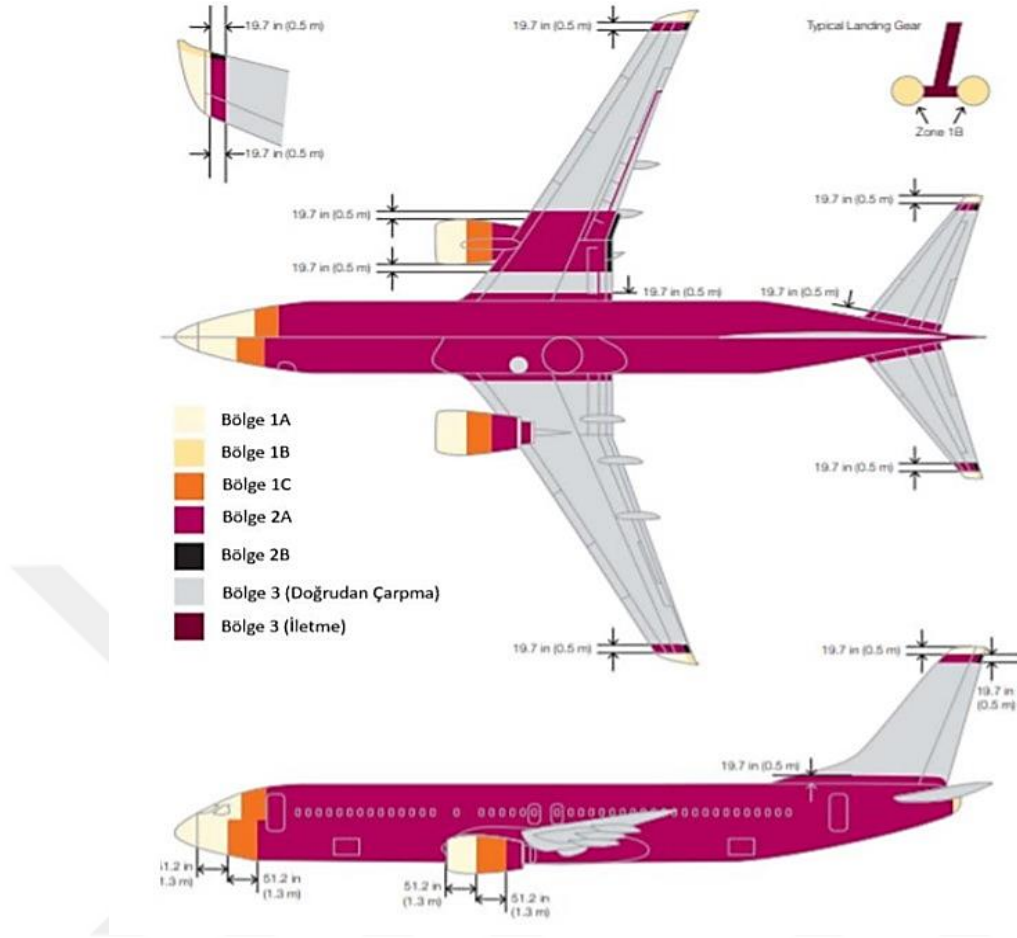 19.7 in (0.5 m)
19.7 in (0.5 m)
Typical Landing Gear
Zone 1B
19.7 in (0.5 m)
19.7 in (0.5 m)
19.7 in (0.5 m)
19.7 in (0.5 m)
19.7 in (0.5 m)
19.7 in (0.5 m)
19.7 in (0.5 m)
Bölge 1A
Bölge 1B
Bölge 1C
Bölge 2A
Bölge 2B
Bölge 3 (Doğrudan Çarpma)
Bölge 3 (İletme)
19.7 in (0.5 m)
19.7 in (0.5 m)
19.7 in (0.5 m)
19.7 in
(0.5 m)
19.7 in (0.5 m)
51.2 in
(1.3 m)
51.2 in
(1.3 m)
51.2 in
(1.3 m)